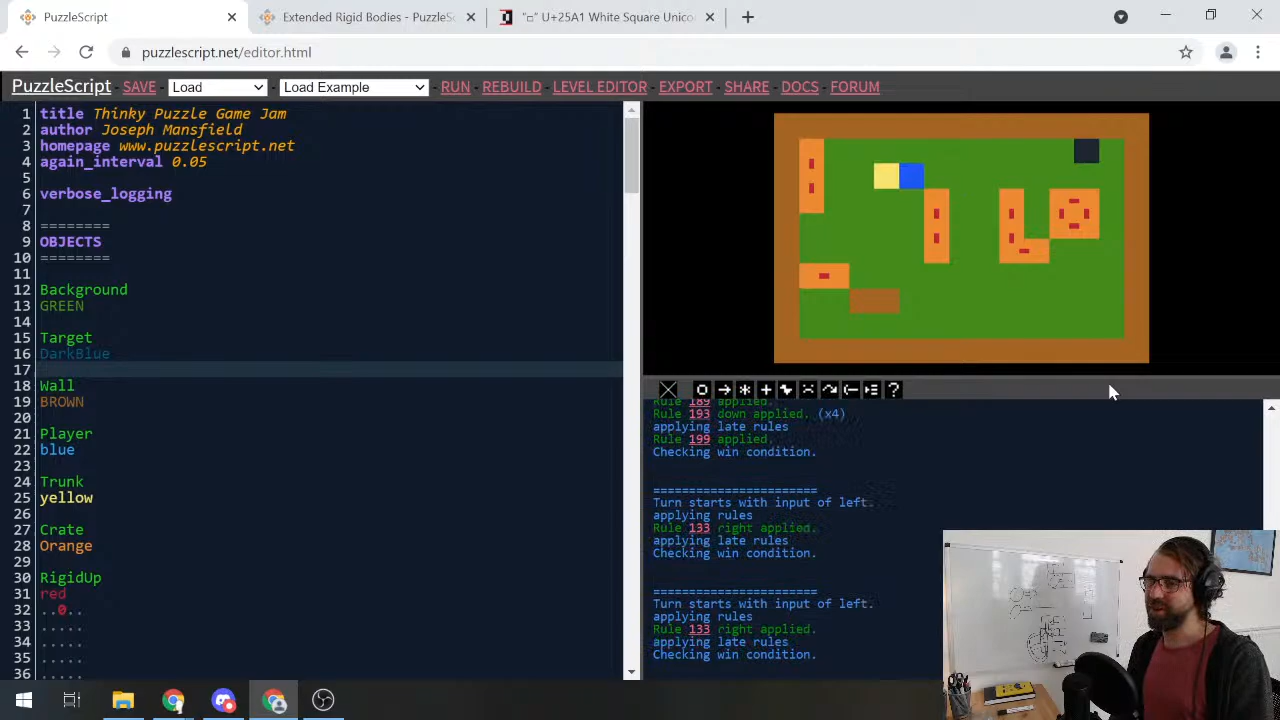 PuzzleScript
Extended Rigid Bodies - PuzzleSc
"□" U+25A1 White Square Unico
puzzlescript.net/editor.html
PuzzleScript - SAVE - Load - Load Example - RUN - REBUILD - LEVEL EDITOR - EXPORT - SHARE - DOCS - FORUM
1 title Thinky Puzzle Game Jam
2 author Joseph Mansfield
3 homepage www.puzzlescript.net
4 again_interval 0.05
5
6 verbose_logging
7
8 ========
9 OBJECTS
10 ========
11
12 Background
13 GREEN
14
15 Target
16 DarkBlue
17
18 Wall
19 BROWN
20
21 Player
22 blue
23
24 Trunk
25 yellow
26
27 Crate
28 Orange
29
30 RigidUp
31 red
32 ..0..
33 .....
34 .....
35 .....
36 .....
Rule 189 applied.
Rule 193 down applied. (x4)
applying late rules
Rule 199 applied.
Checking win condition.
=======================
Turn starts with input of left.
applying rules
Rule 133 right applied.
applying late rules
Checking win condition.
=======================
Turn starts with input of left.
applying rules
Rule 133 right applied.
applying late rules
Checking win condition.